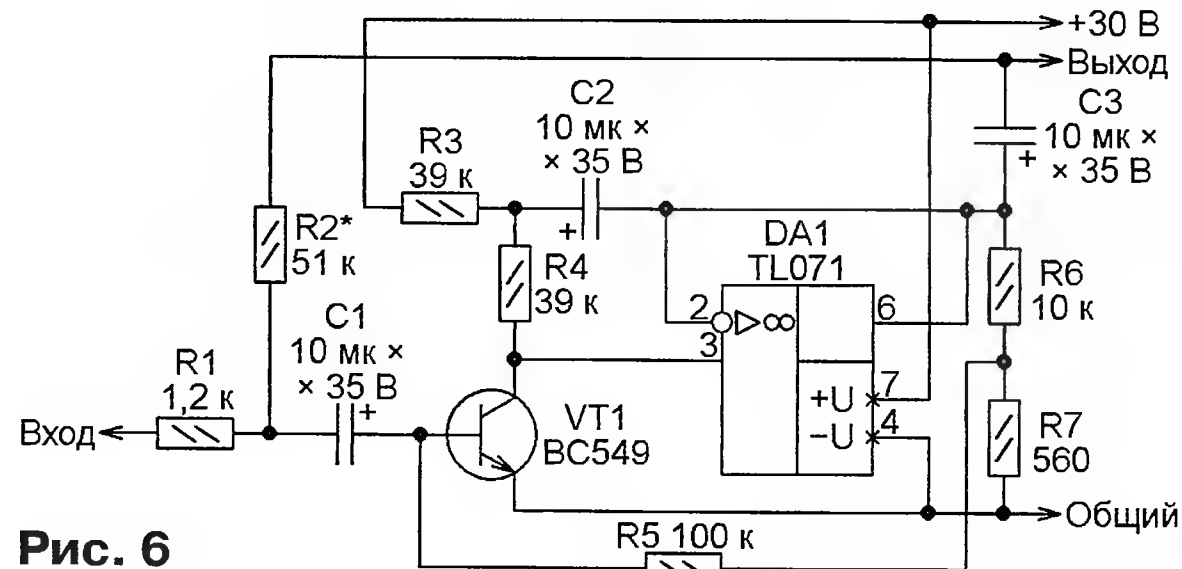 +30 В
Выход
C2
10 мк ×
× 35 В
C3
10 мк ×
× 35 В
+
R3
39 к
+
R2*
51 к
R4
39 к
DA1
TL071
R6
10 к
2
▷∞
6
3
C1
10 мк ×
× 35 В
+
R1
1,2 к
VT1
BC549
+U
7
−U
4
R7
560
Вход
Общий
R5 100 к
Рис. 6